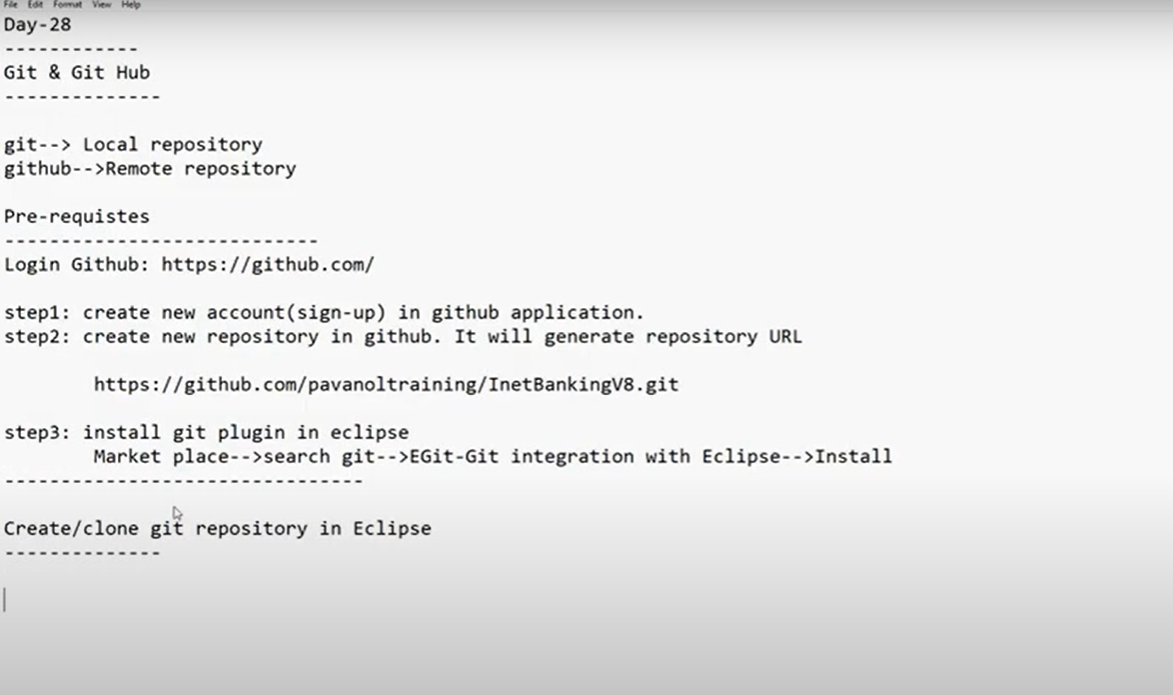 File Edit Format View Help
Day-28
------------
Git & Git Hub
--------------
git--> Local repository
github-->Remote repository
Pre-requistes
----------------------------
Login Github: https://github.com/
step1: create new account(sign-up) in github application.
step2: create new repository in github. It will generate repository URL
https://github.com/pavanoltraining/InetBankingV8.git
step3: install git plugin in eclipse
Market place-->search git-->EGit-Git integration with Eclipse-->Install
--------------------------------
Create/clone git repository in Eclipse
--------------